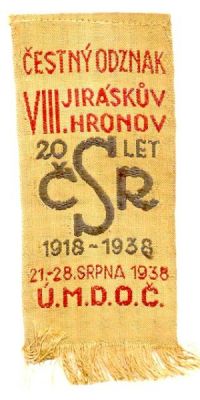 ČESTNÝ ODZNAK
VIII. JIRÁSKŮV
HRONOV
20 LET
ČSR
1918-1938
21-28. SRPNA 1938
Ú.M.D.O.Č.